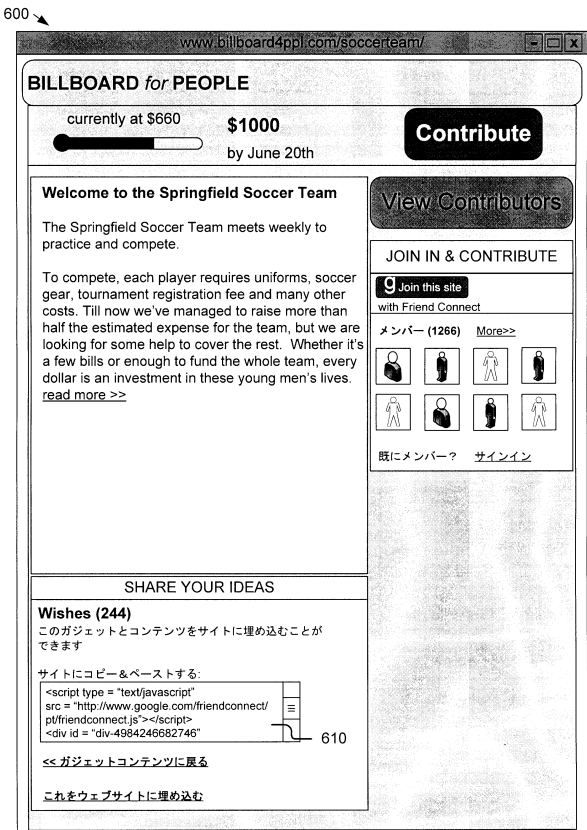 600
www.billboard4ppl.com/soccerteam/
x
BILLBOARD for PEOPLE
currently at $660
$1000
by June 20th
Contribute
Welcome to the Springfield Soccer Team
The Springfield Soccer Team meets weekly to
practice and compete.
To compete, each player requires uniforms, soccer
gear, tournament registration fee and many other
costs. Till now we've managed to raise more than
half the estimated expense for the team, but we are
looking for some help to cover the rest. Whether it's
a few bills or enough to fund the whole team, every
dollar is an investment in these young men's lives.
read more >>
View Contributors
JOIN IN & CONTRIBUTE
g Join this site
with Friend Connect
メンバー (1266) More>>
既にメンバー? サインイン
SHARE YOUR IDEAS
Wishes (244)
このガジェットとコンテンツをサイトに埋め込むことが
できます
サイトにコピー&ペーストする:
<script type = "text/javascript"
src = "http://www.google.com/friendconnect/
pt/friendconnect.js"></script>
<div id = "div-4984246682746"
610
<< ガジェットコンテンツに戻る
これをウェブサイトに埋め込む